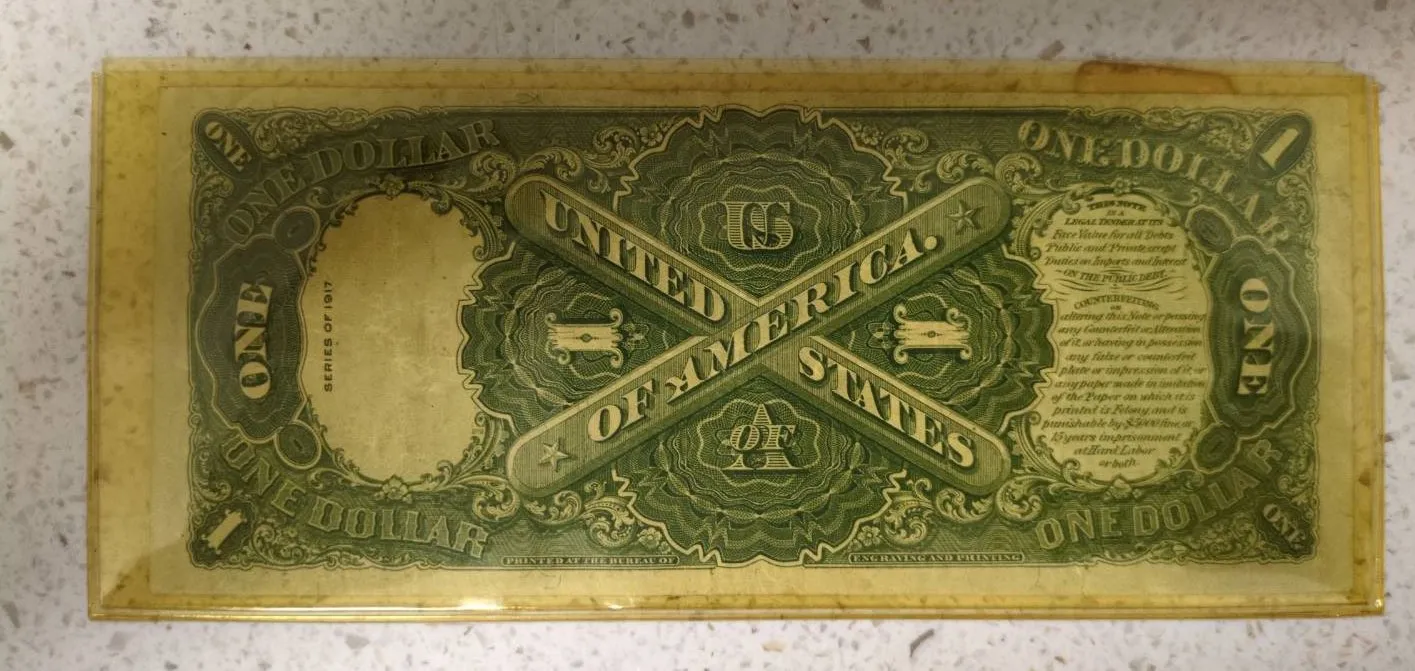 ONE
ONE DOLLAR
ONE DOLLAR
1
ONE
SERIES OF 1917
UNITED STATES
OF AMERICA.
US
1
1
OF A
THIS NOTE
IS A
LEGAL TENDER AT ITS
Face Value for all Debts
Public and Private except
Duties on Imports and Interest
ON THE PUBLIC DEBT.
COUNTERFEITING,
or
altering this Note or passing
any Counterfeit or Alteration
of it, or having in possession
any false or counterfeit
plate or impression of it, or
any paper made in imitation
of the Paper on which it is
printed is Felony, and is
punishable by $5000 fine, or
15 years imprisonment
at Hard Labor
or both.
ONE
1
ONE DOLLAR
ONE DOLLAR
ONE
PRINTED AT THE BUREAU OF
ENGRAVING AND PRINTING